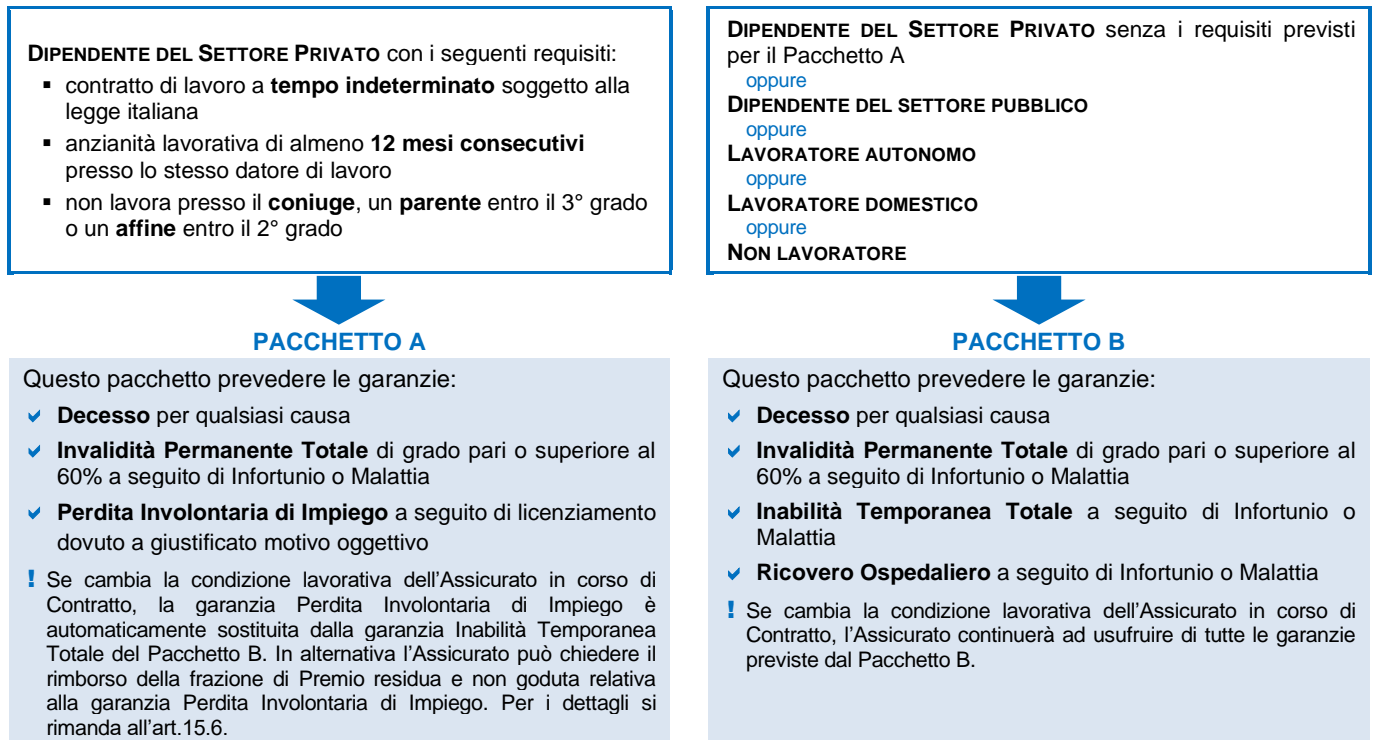 DIPENDENTE DEL SETTORE PRIVATO con i seguenti requisiti:
▪ contratto di lavoro a tempo indeterminato soggetto alla
legge italiana
▪ anzianità lavorativa di almeno 12 mesi consecutivi
presso lo stesso datore di lavoro
▪ non lavora presso il coniuge, un parente entro il 3° grado
o un affine entro il 2° grado
PACCHETTO A
Questo pacchetto prevedere le garanzie:
✓ Decesso per qualsiasi causa
✓ Invalidità Permanente Totale di grado pari o superiore al
60% a seguito di Infortunio o Malattia
✓ Perdita Involontaria di Impiego a seguito di licenziamento
dovuto a giustificato motivo oggettivo
! Se cambia la condizione lavorativa dell'Assicurato in corso di
Contratto, la garanzia Perdita Involontaria di Impiego è
automaticamente sostituita dalla garanzia Inabilità Temporanea
Totale del Pacchetto B. In alternativa l'Assicurato può chiedere il
rimborso della frazione di Premio residua e non goduta relativa
alla garanzia Perdita Involontaria di Impiego. Per i dettagli si
rimanda all'art.15.6.
DIPENDENTE DEL SETTORE PRIVATO senza i requisiti previsti
per il Pacchetto A
oppure
DIPENDENTE DEL SETTORE PUBBLICO
oppure
LAVORATORE AUTONOMO
oppure
LAVORATORE DOMESTICO
oppure
NON LAVORATORE
PACCHETTO B
Questo pacchetto prevedere le garanzie:
✓ Decesso per qualsiasi causa
✓ Invalidità Permanente Totale di grado pari o superiore al
60% a seguito di Infortunio o Malattia
✓ Inabilità Temporanea Totale a seguito di Infortunio o
Malattia
✓ Ricovero Ospedaliero a seguito di Infortunio o Malattia
! Se cambia la condizione lavorativa dell'Assicurato in corso di
Contratto, l'Assicurato continuerà ad usufruire di tutte le garanzie
previste dal Pacchetto B.